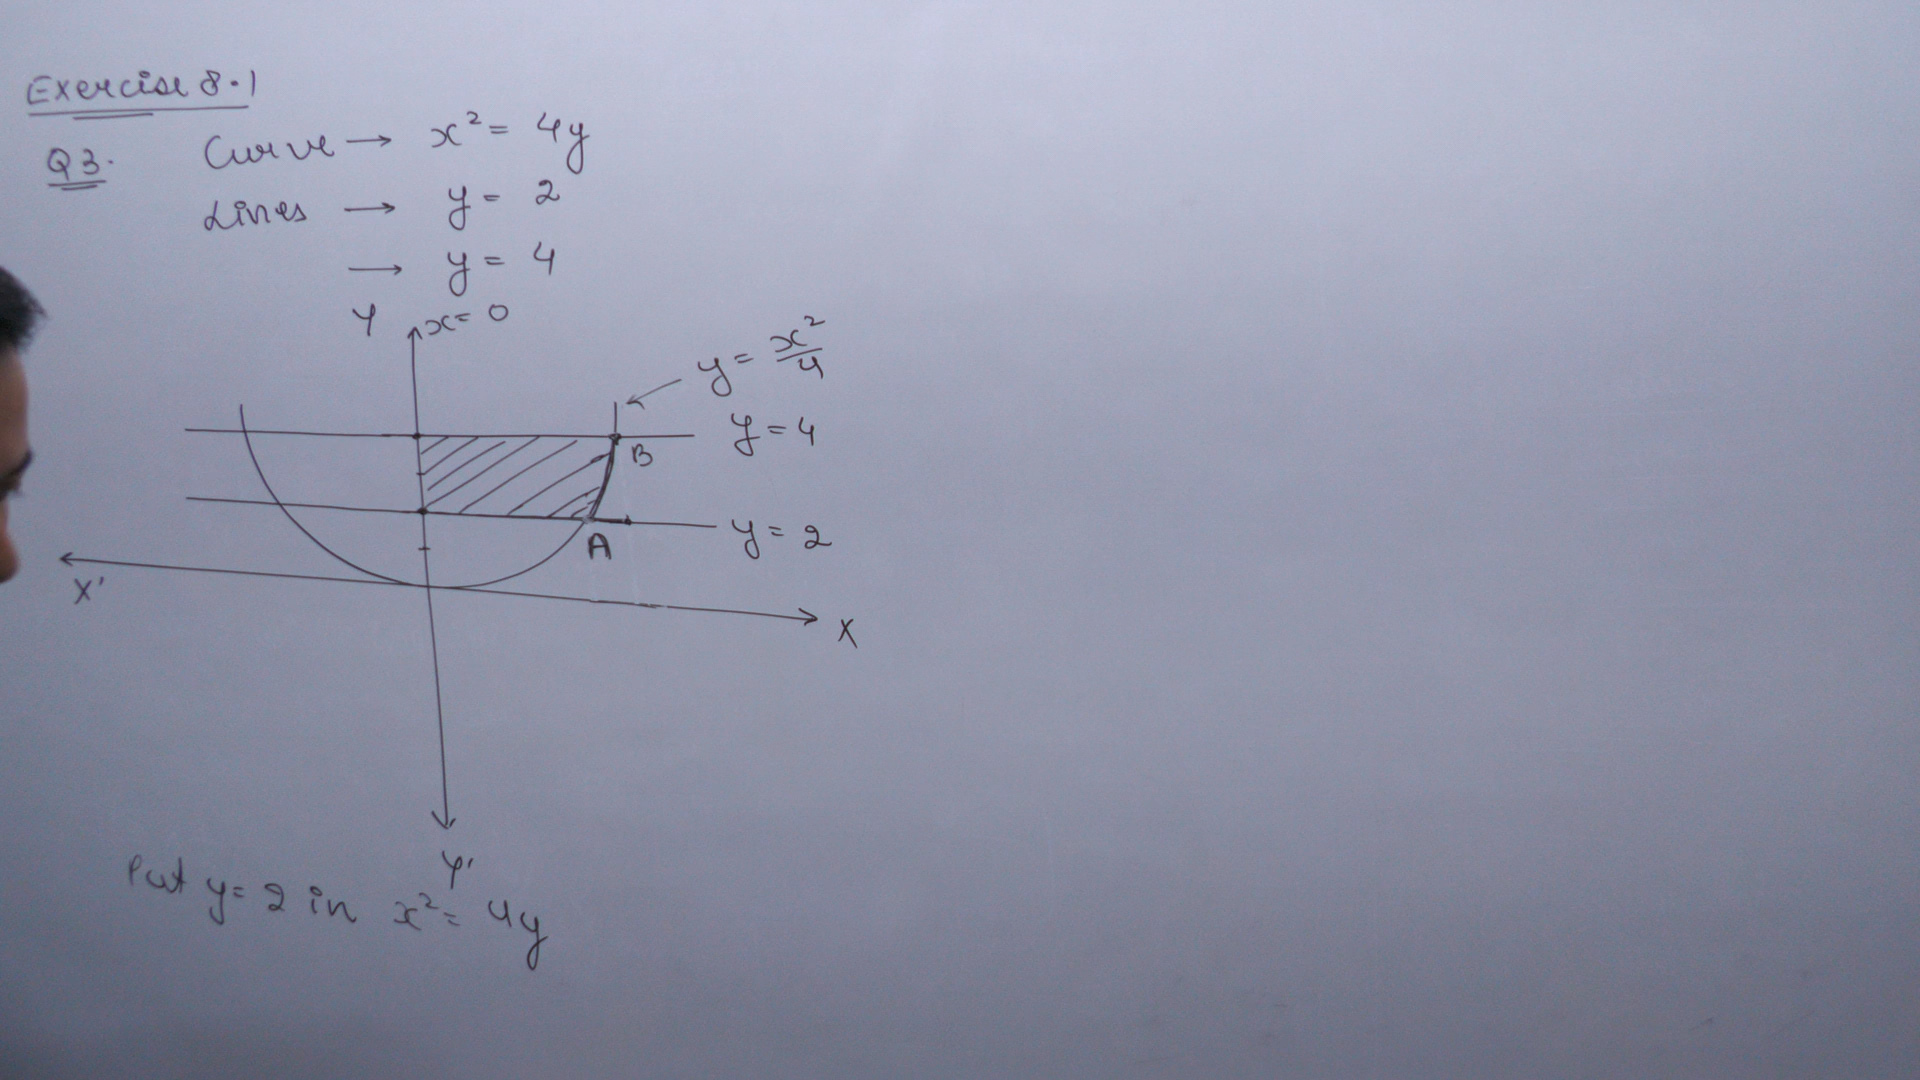 Exercise 8.1
Q3. Curve → x² = 4y
Lines → y = 2
→ y = 4
Y x = 0
y = x²/4
y = 4
B
y = 2
A
X'
X
Y'
Put y = 2 in x² = 4y